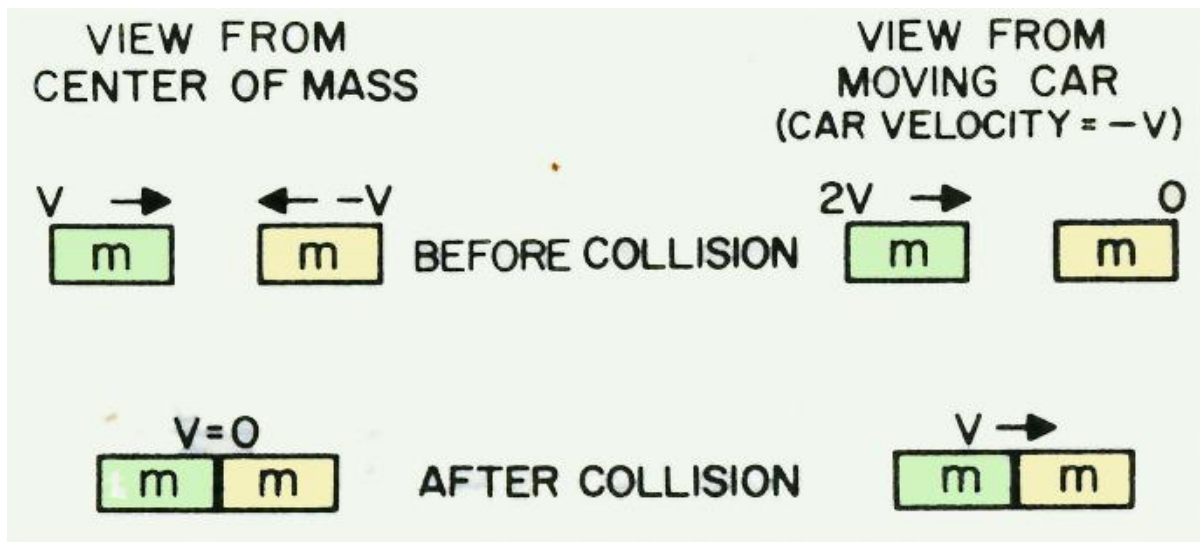 VIEW FROM
CENTER OF MASS
VIEW FROM
MOVING CAR
(CAR VELOCITY = -V)
V
-V
2V
0
m
m
BEFORE COLLISION
m
m
V=0
V
m
m
AFTER COLLISION
m
m